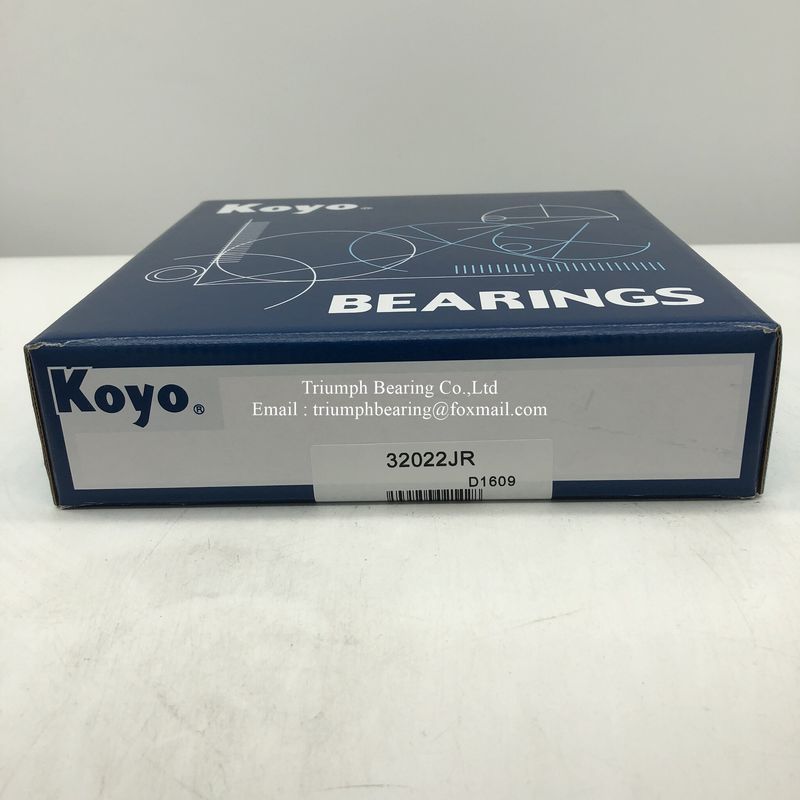 Koyo®
BEARINGS
Koyo®
Triumph Bearing Co.,Ltd
Email : triumphbearing@foxmail.com
32022JR
D1609